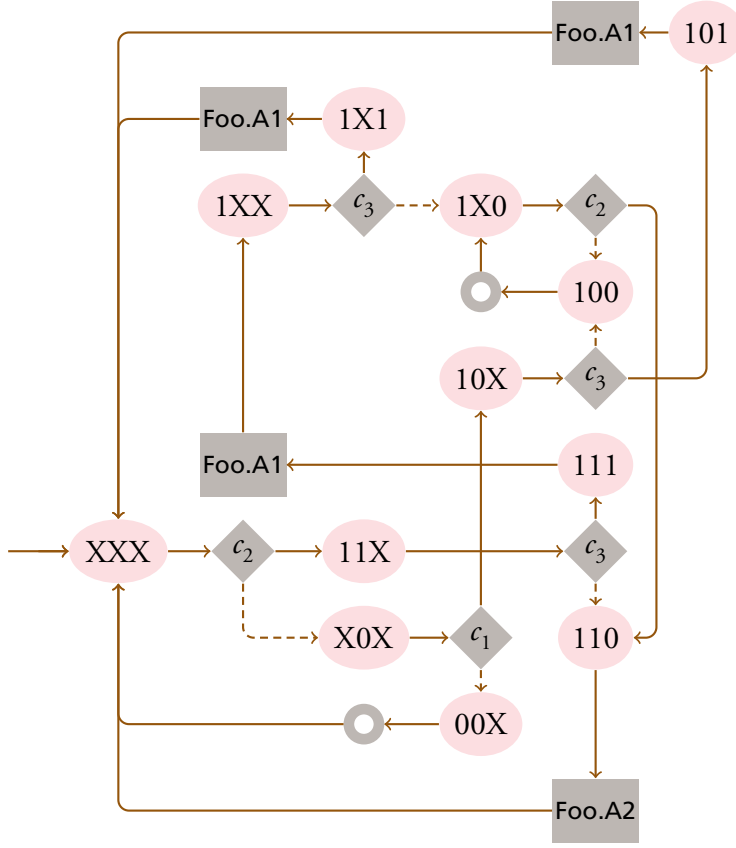 Foo.A1 101
Foo.A1 1X1
1XX c₃ 1X0 c₂
100
10X c₃
Foo.A1 111
XXX c₂ 11X c₃
X0X c₁ 110
00X
Foo.A2